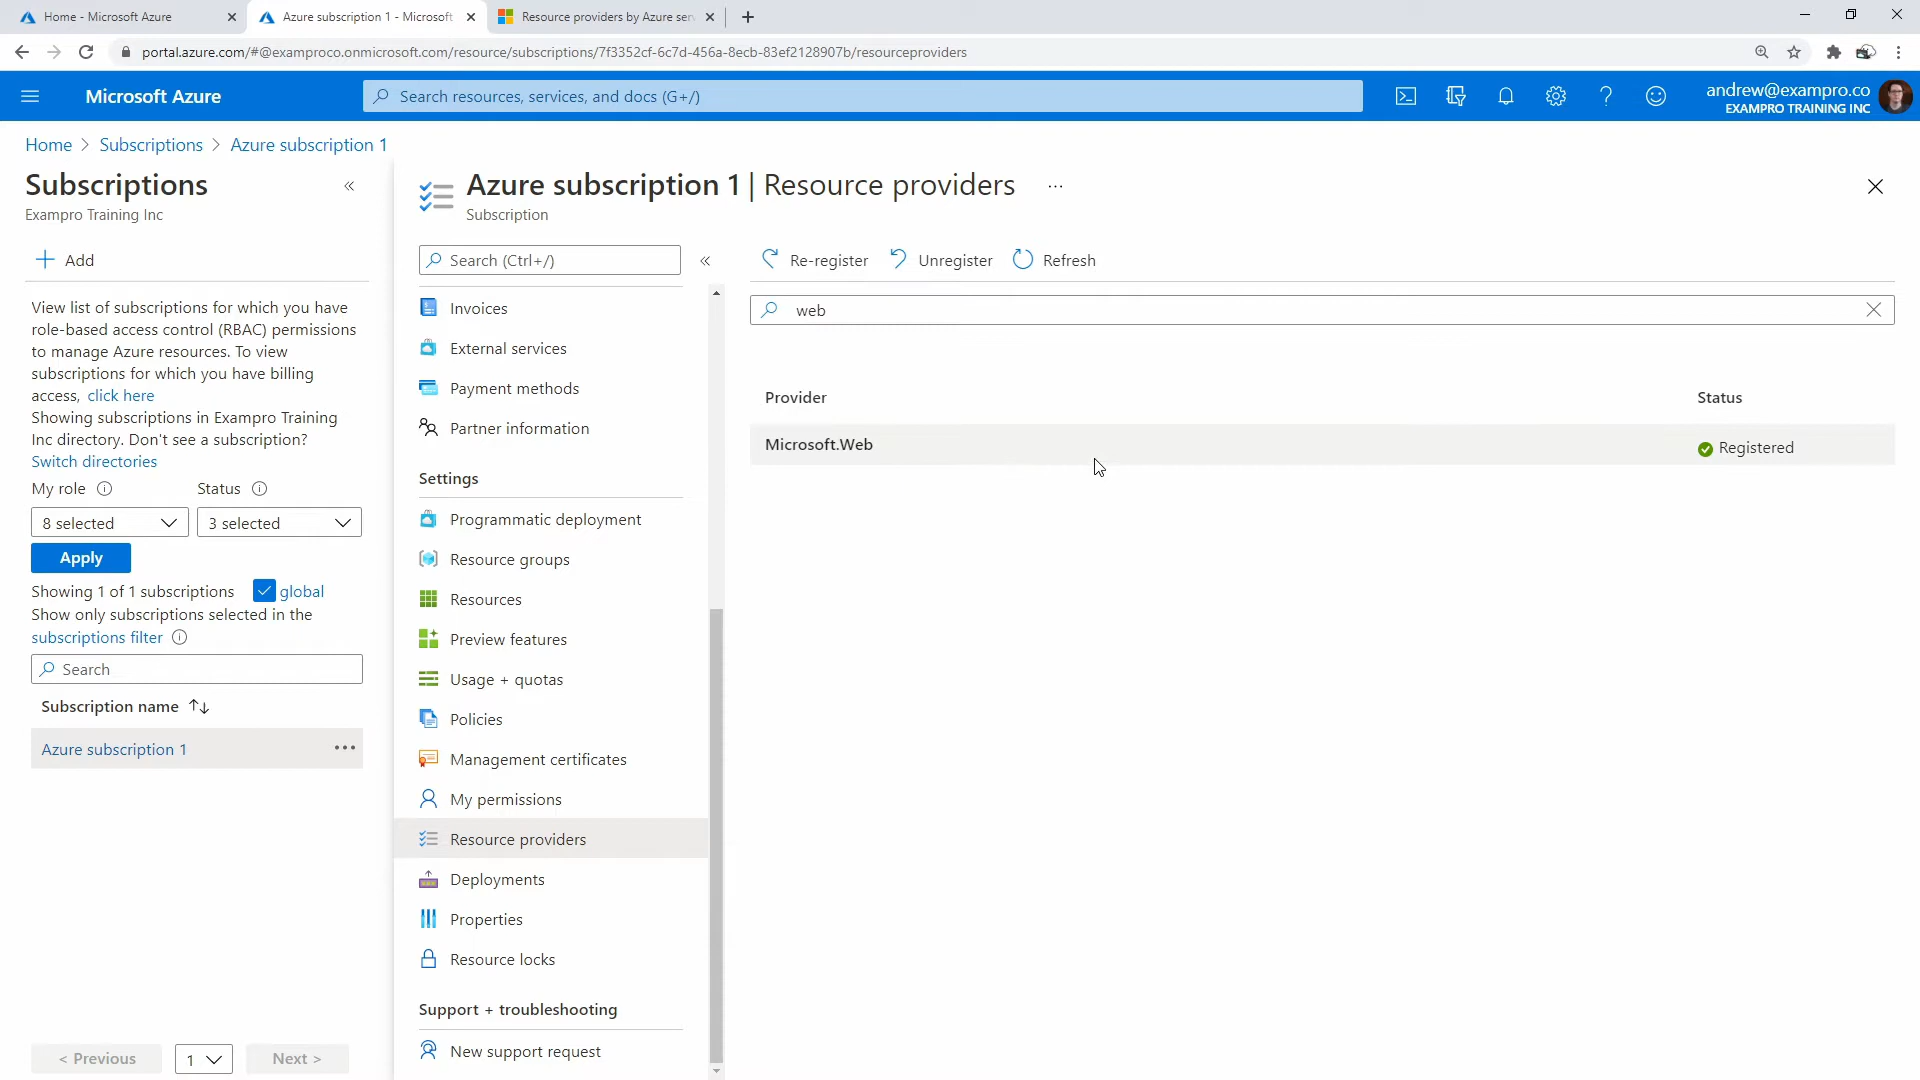 Home - Microsoft Azure
Azure subscription 1 - Microsoft
Resource providers by Azure ser
portal.azure.com/#@examproco.onmicrosoft.com/resource/subscriptions/7f3352cf-6c7d-456a-8ecb-83ef2128907b/resourceproviders
Microsoft Azure
Search resources, services, and docs (G+/)
andrew@exampro.co
EXAMPRO TRAINING INC
Home > Subscriptions > Azure subscription 1
Subscriptions
Exampro Training Inc
Add
View list of subscriptions for which you have
role-based access control (RBAC) permissions
to manage Azure resources. To view
subscriptions for which you have billing
access, click here
Showing subscriptions in Exampro Training
Inc directory. Don't see a subscription?
Switch directories
My role
Status
8 selected
3 selected
Apply
Showing 1 of 1 subscriptions global
Show only subscriptions selected in the
subscriptions filter
Search
Subscription name
Azure subscription 1
< Previous
1
Next >
Azure subscription 1 | Resource providers
Subscription
Search (Ctrl+/)
Invoices
External services
Payment methods
Partner information
Settings
Programmatic deployment
Resource groups
Resources
Preview features
Usage + quotas
Policies
Management certificates
My permissions
Resource providers
Deployments
Properties
Resource locks
Support + troubleshooting
New support request
Re-register
Unregister
Refresh
web
Provider
Status
Microsoft.Web
Registered